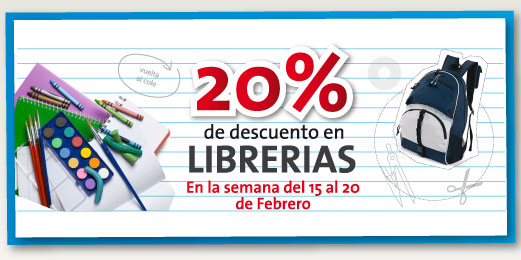 vuelta
al cole
20%
de descuento en
LIBRERIAS
En la semana del 15 al 20
de Febrero